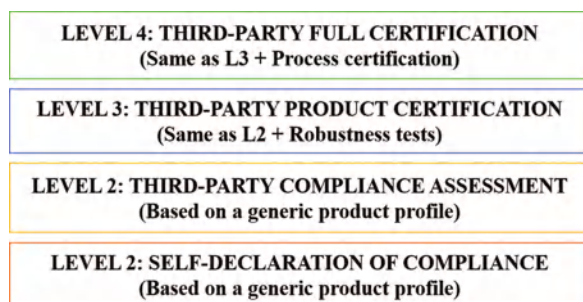 LEVEL 4: THIRD-PARTY FULL CERTIFICATION
(Same as L3 + Process certification)
LEVEL 3: THIRD-PARTY PRODUCT CERTIFICATION
(Same as L2 + Robustness tests)
LEVEL 2: THIRD-PARTY COMPLIANCE ASSESSMENT
(Based on a generic product profile)
LEVEL 2: SELF-DECLARATION OF COMPLIANCE
(Based on a generic product profile)